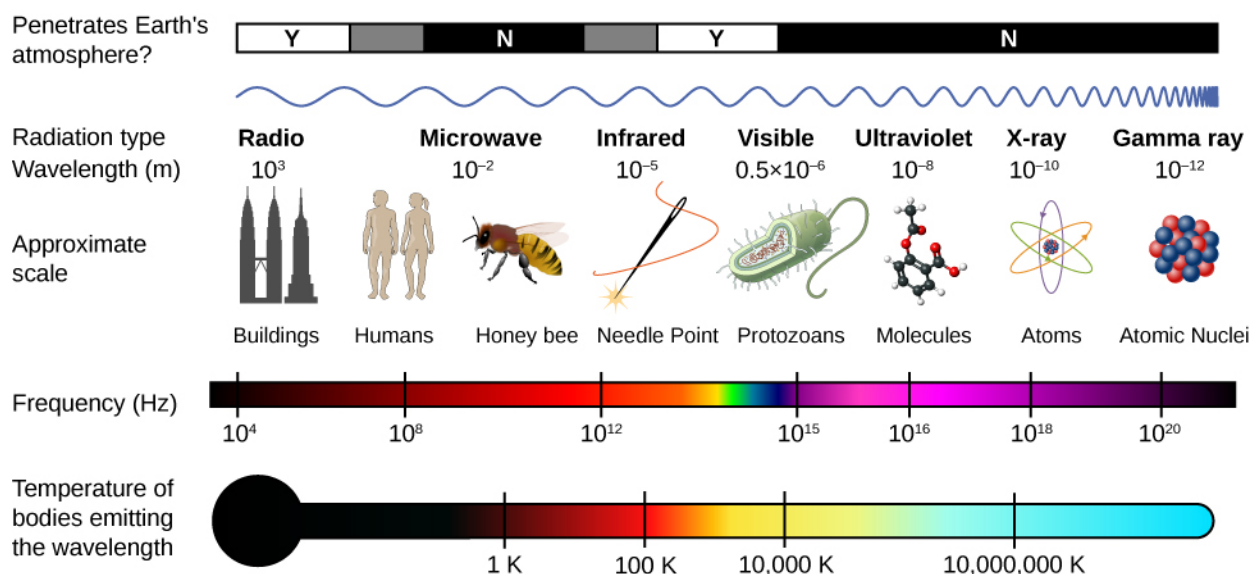 Penetrates Earth's
atmosphere?
Y N Y N
Radiation type Radio Microwave Infrared Visible Ultraviolet X-ray Gamma ray
Wavelength (m) 10³ 10⁻² 10⁻⁵ 0.5×10⁻⁶ 10⁻⁸ 10⁻¹⁰ 10⁻¹²
Approximate
scale
Buildings Humans Honey bee Needle Point Protozoans Molecules Atoms Atomic Nuclei
Frequency (Hz)
10⁴ 10⁸ 10¹² 10¹⁵ 10¹⁶ 10¹⁸ 10²⁰
Temperature of
bodies emitting
the wavelength
1 K 100 K 10,000 K 10,000,000 K